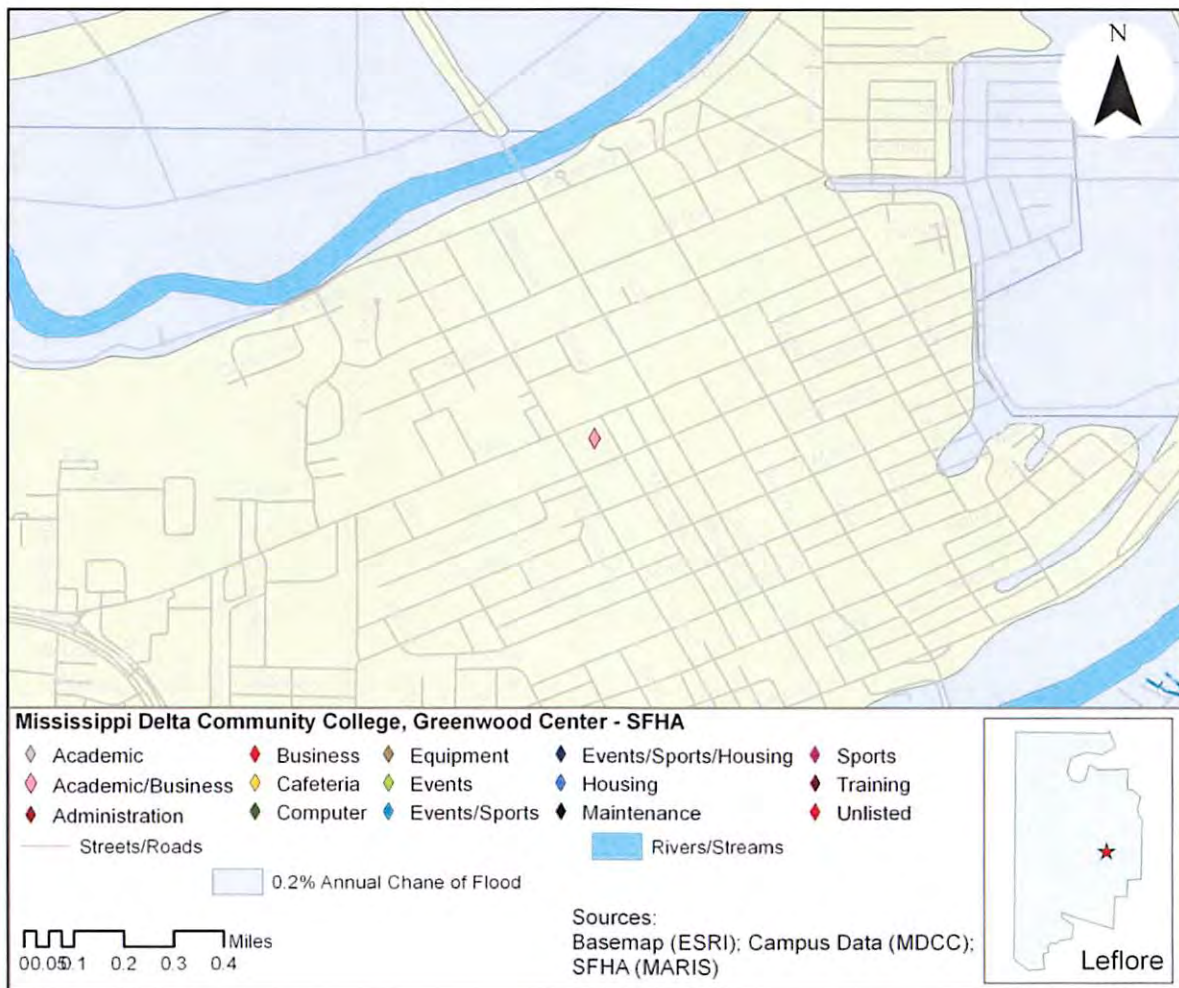 N
Mississippi Delta Community College, Greenwood Center - SFHA
Academic
Business
Equipment
Events/Sports/Housing
Sports
Academic/Business
Cafeteria
Events
Housing
Training
Administration
Computer
Events/Sports
Maintenance
Unlisted
Streets/Roads
Rivers/Streams
0.2% Annual Chane of Flood
Miles
0 0.05 0.1 0.2 0.3 0.4
Sources:
Basemap (ESRI); Campus Data (MDCC);
SFHA (MARIS)
Leflore